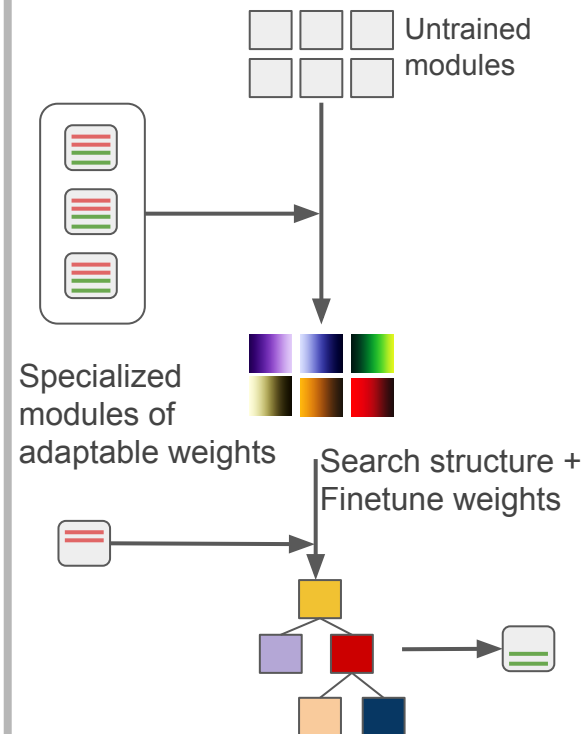 Untrained
modules
Specialized
modules of
adaptable weights
Search structure +
Finetune weights